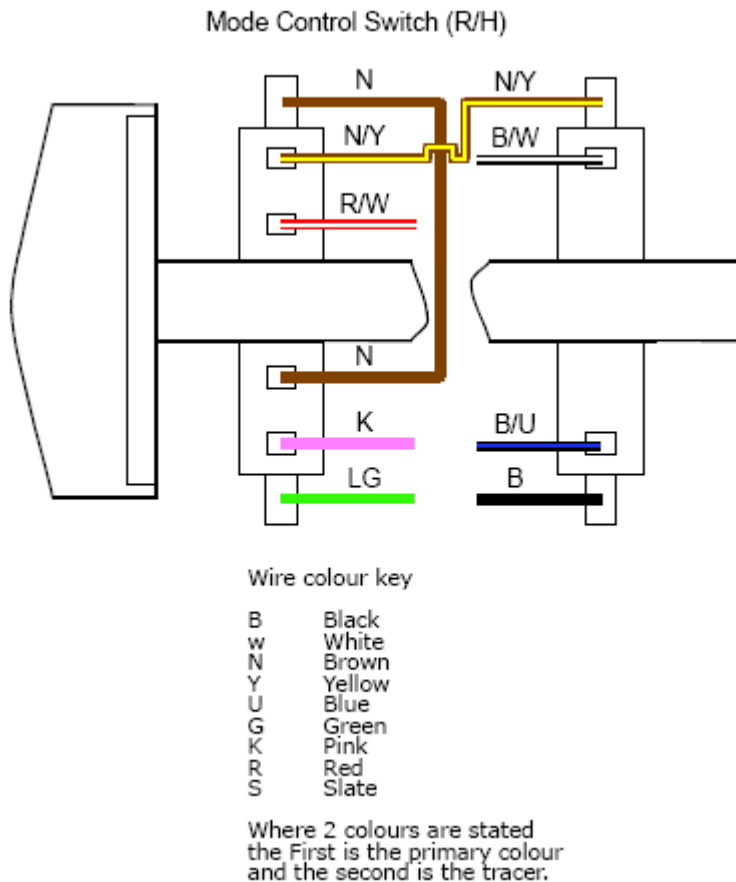 Mode Control Switch (R/H)
N
N/Y
N/Y
B/W
R/W
N
K
B/U
LG
B
Wire colour key
B Black
w White
N Brown
Y Yellow
U Blue
G Green
K Pink
R Red
S Slate
Where 2 colours are stated
the First is the primary colour
and the second is the tracer.